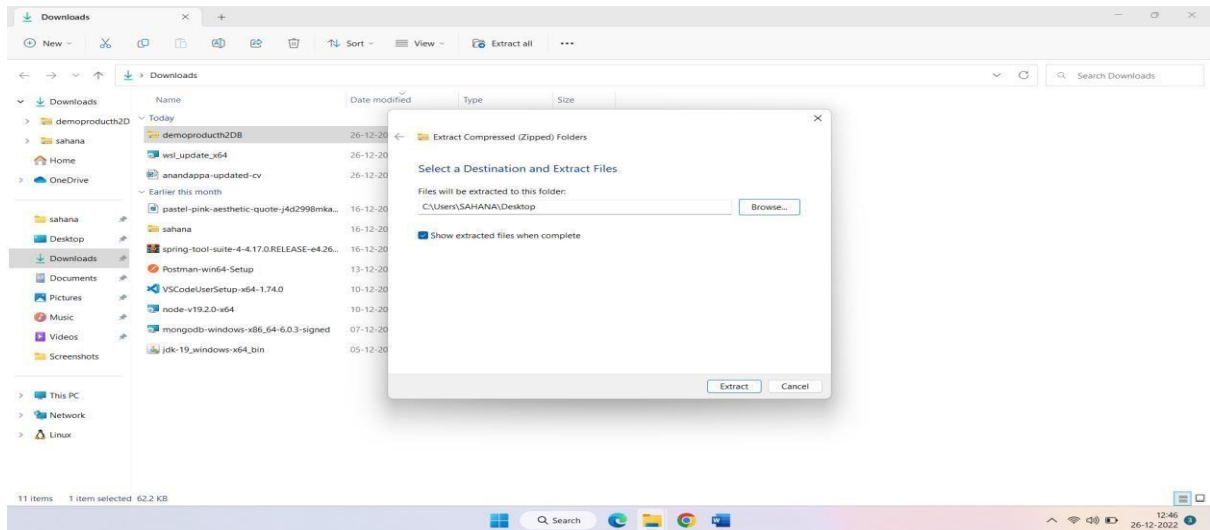 Downloads
New
Sort
View
Extract all
Downloads
Search Downloads
Name Date modified Type Size
Downloads
demoproducth2D
sahana
Home
OneDrive
sahana
Desktop
Downloads
Documents
Pictures
Music
Videos
Screenshots
This PC
Network
Linux
Today
demoproducth2DB 26-12-20
wsl_update_x64 26-12-20
anandappa-updated-cv 26-12-20
Earlier this month
pastel-pink-aesthetic-quote-j4d2998mka... 16-12-20
sahana 16-12-20
spring-tool-suite-4-4.17.0.RELEASE-e4.26... 16-12-20
Postman-win64-Setup 13-12-20
VSCodeUserSetup-x64-1.74.0 10-12-20
node-v19.2.0-x64 10-12-20
mongodb-windows-x86_64-6.0.3-signed 07-12-20
jdk-19_windows-x64_bin 05-12-20
Extract Compressed (Zipped) Folders
Select a Destination and Extract Files
Files will be extracted to this folder:
C:\Users\SAHANA\Desktop
Browse...
Show extracted files when complete
Extract Cancel
11 items 1 item selected 62.2 KB
Search
12:46
26-12-2022
3